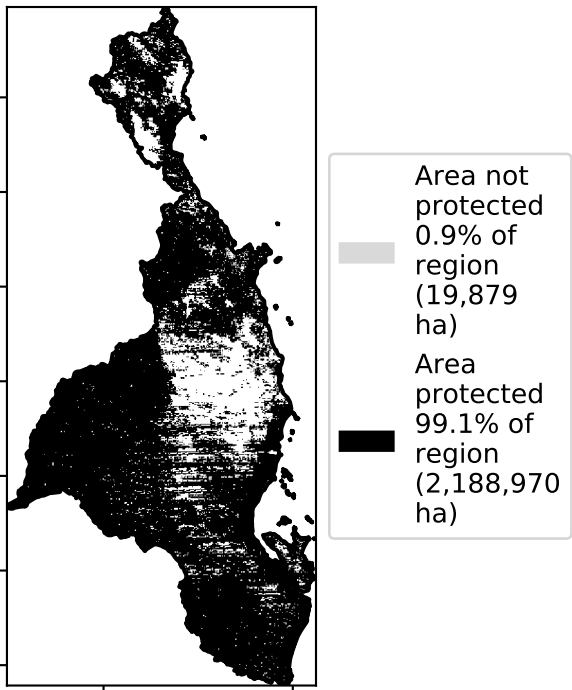 Area not
protected
0.9% of
region
(19,879
ha)
Area
protected
99.1% of
region
(2,188,970
ha)